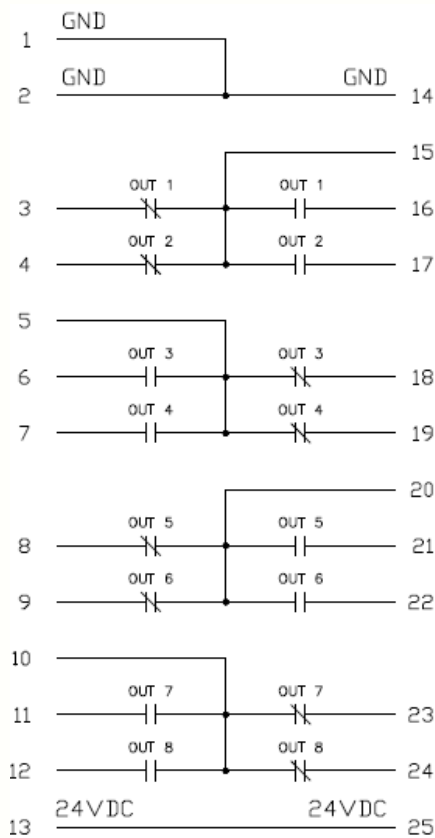 1 GND
2 GND GND 14
15
3 OUT 1 OUT 1 16
4 OUT 2 OUT 2 17
5
6 OUT 3 OUT 3 18
7 OUT 4 OUT 4 19
20
8 OUT 5 OUT 5 21
9 OUT 6 OUT 6 22
10
11 OUT 7 OUT 7 23
12 OUT 8 OUT 8 24
13 24VDC 24VDC 25